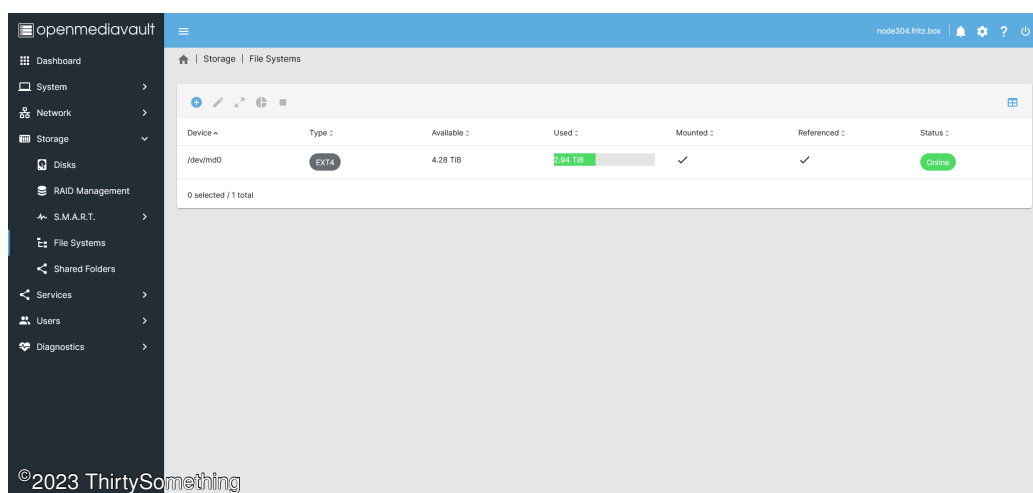 openmediavault
node304.fritz.box
Dashboard
System
Network
Storage
Disks
RAID Management
S.M.A.R.T.
File Systems
Shared Folders
Services
Users
Diagnostics
| Storage | File Systems
Device Type Available Used Mounted Referenced Status
/dev/md0 EXT4 4.28 TiB 2.94 TiB Online
0 selected / 1 total
©2023 ThirtySomething